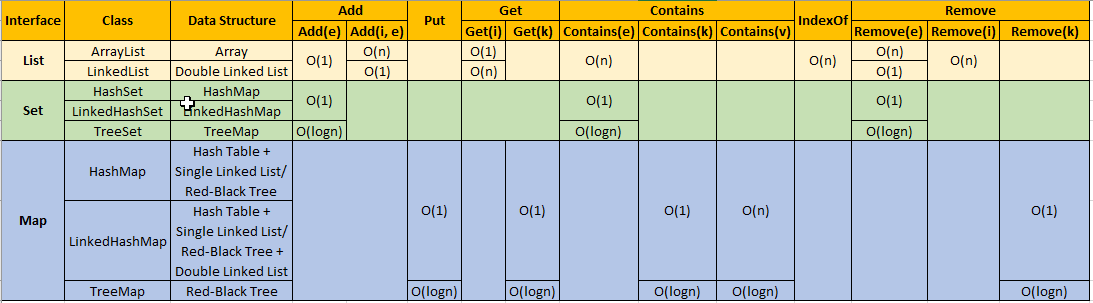 Interface Class Data Structure Add Put Get Contains IndexOf Remove
Add(e) Add(i, e) Get(i) Get(k) Contains(e) Contains(k) Contains(v) Remove(e) Remove(i) Remove(k)
List ArrayList Array O(1) O(n) O(1) O(n) O(n) O(n) O(n)
LinkedList Double Linked List O(1) O(n) O(1)
Set HashSet HashMap O(1) O(1) O(1)
LinkedHashSet LinkedHashMap
TreeSet TreeMap O(logn) O(logn) O(logn)
Map HashMap Hash Table +
Single Linked List/
Red-Black Tree
O(1) O(1) O(1) O(n) O(1)
LinkedHashMap Hash Table +
Single Linked List/
Red-Black Tree +
Double Linked List
TreeMap Red-Black Tree O(logn) O(logn) O(logn) O(logn) O(logn)